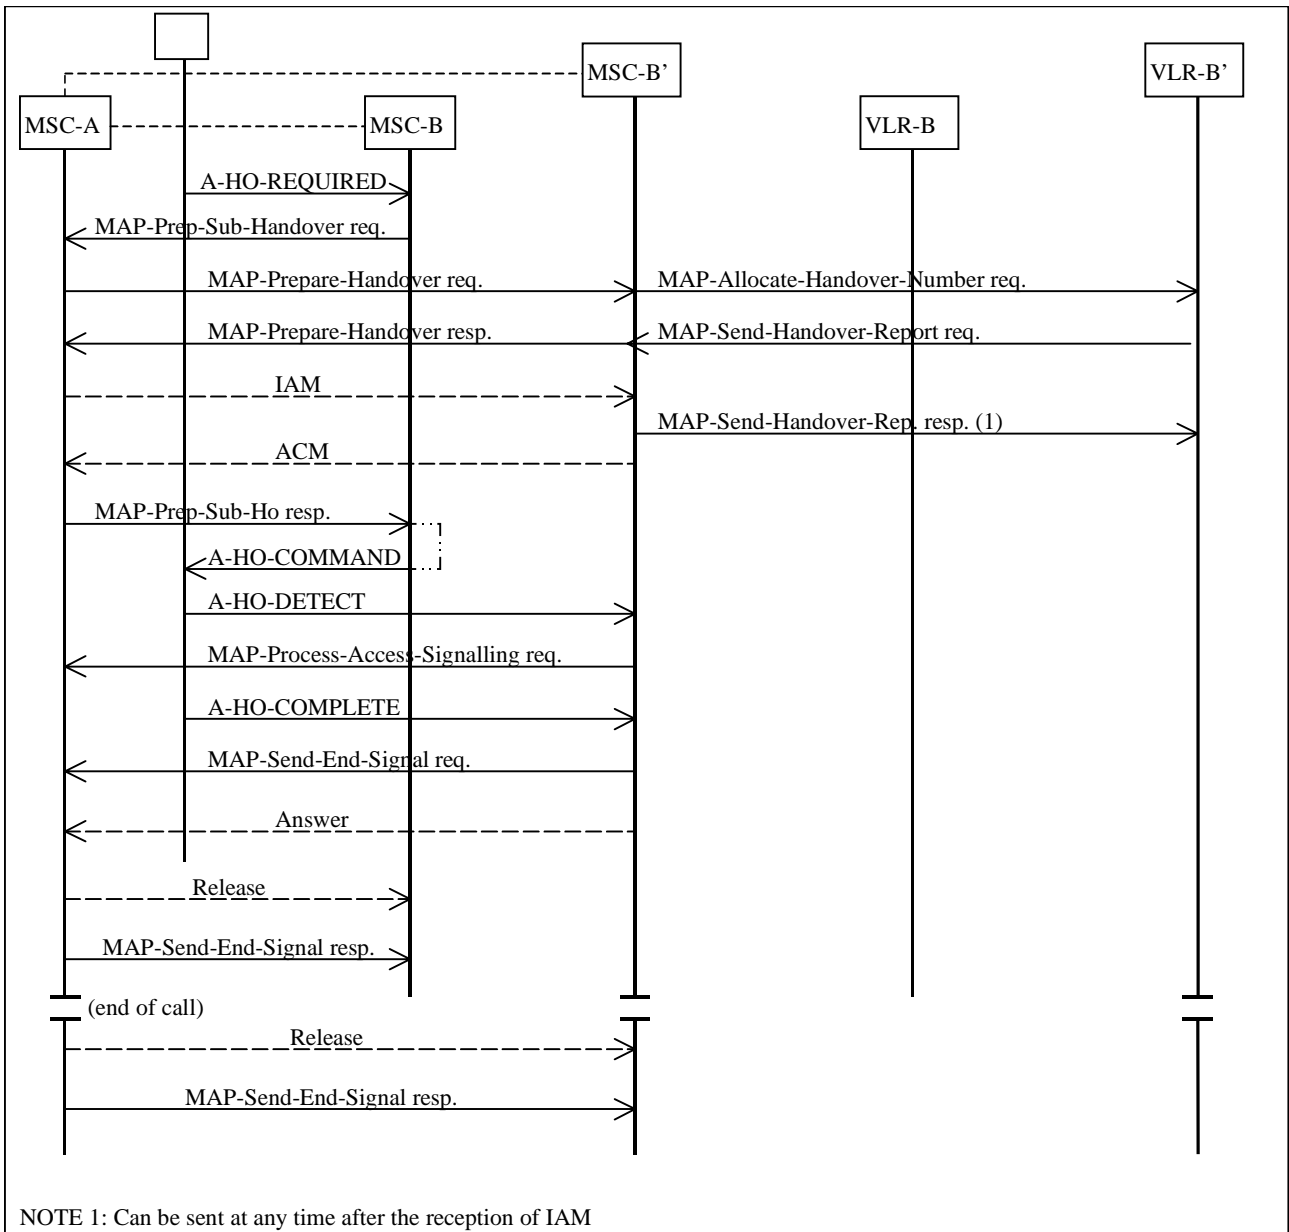 MSC-B’
VLR-B’
MSC-A
MSC-B
VLR-B
A-HO-REQUIRED
MAP-Prep-Sub-Handover req.
MAP-Prepare-Handover req.
MAP-Allocate-Handover-Number req.
MAP-Prepare-Handover resp.
MAP-Send-Handover-Report req.
IAM
MAP-Send-Handover-Rep. resp. (1)
ACM
MAP-Prep-Sub-Ho resp.
A-HO-COMMAND
A-HO-DETECT
MAP-Process-Access-Signalling req.
A-HO-COMPLETE
MAP-Send-End-Signal req.
Answer
Release
MAP-Send-End-Signal resp.
(end of call)
Release
MAP-Send-End-Signal resp.
NOTE 1: Can be sent at any time after the reception of IAM